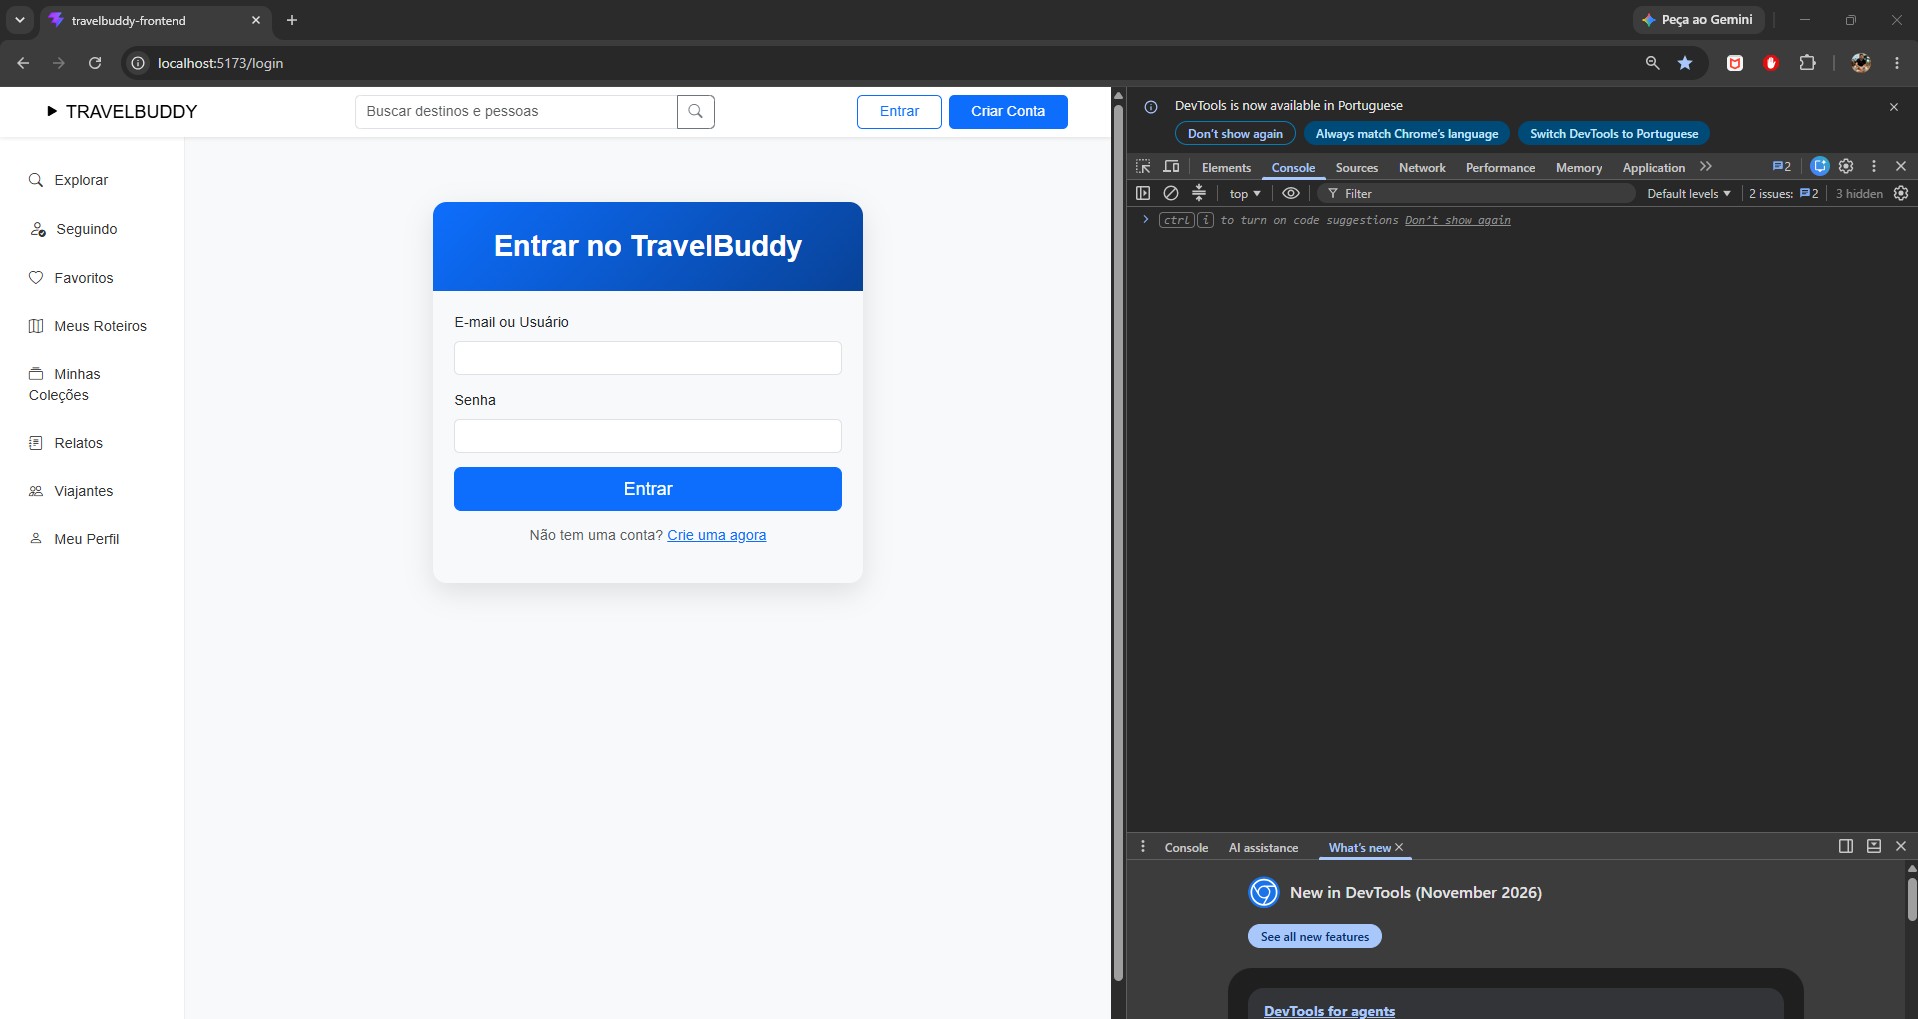 travelbuddy-frontend
Peça ao Gemini
localhost:5173/login
TRAVELBUDDY
Buscar destinos e pessoas
Entrar
Criar Conta
Explorar
Seguindo
Favoritos
Meus Roteiros
Minhas
Coleções
Relatos
Viajantes
Meu Perfil
Entrar no TravelBuddy
E-mail ou Usuário
Senha
Entrar
Não tem uma conta? Crie uma agora
DevTools is now available in Portuguese
Don't show again
Always match Chrome's language
Switch DevTools to Portuguese
Elements
Console
Sources
Network
Performance
Memory
Application
2
top
Filter
Default levels
2 issues: 2
3 hidden
ctrl i to turn on code suggestions Don't show again
Console
AI assistance
What's new
New in DevTools (November 2026)
See all new features
DevTools for agents